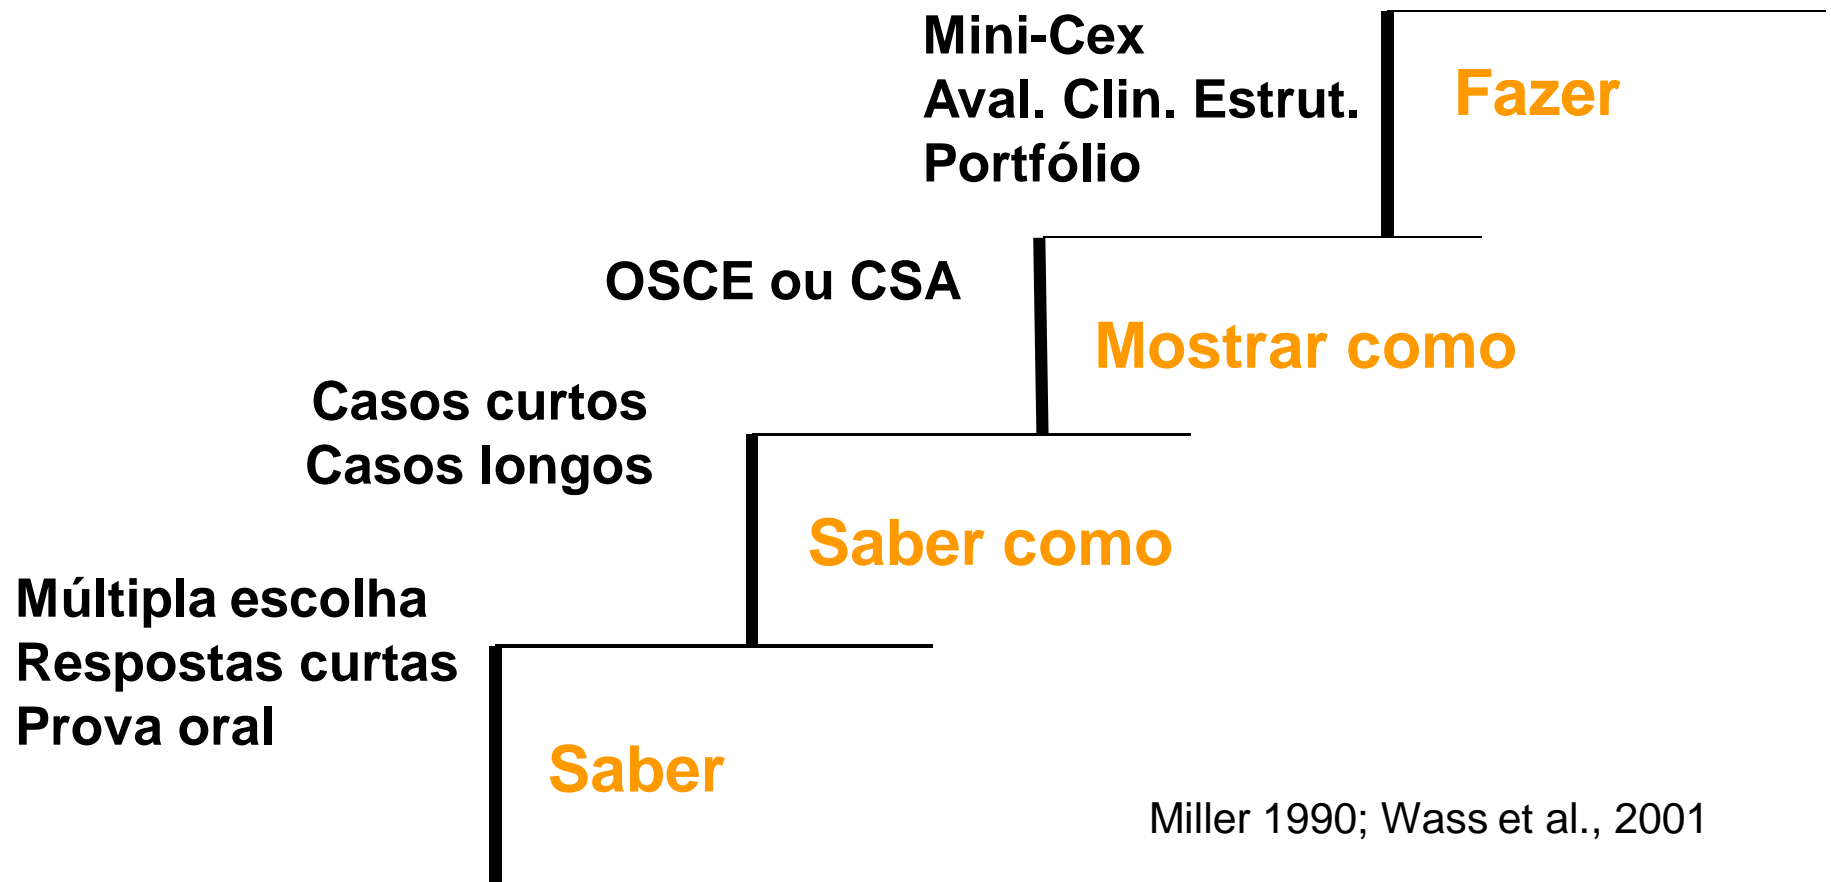 Mini-Cex
Aval. Clin. Estrut.
Portfólio
Fazer
OSCE ou CSA
Mostrar como
Casos curtos
Casos longos
Saber como
Múltipla escolha
Respostas curtas
Prova oral
Saber
Miller 1990; Wass et al., 2001